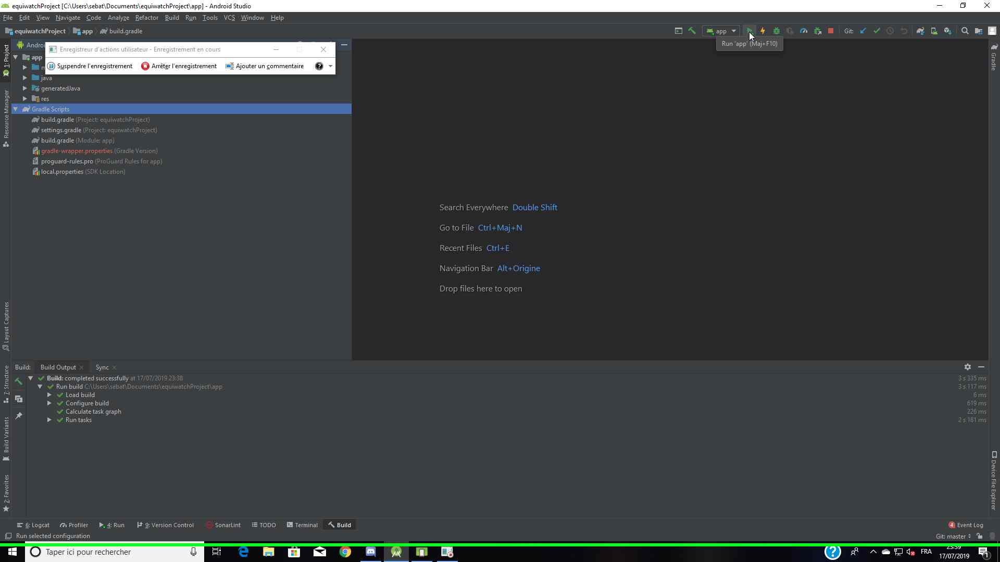 equiwatchProject [C:\Users\sebat\Documents\equiwatchProject\app] - Android Studio
File Edit View Navigate Code Analyze Refactor Build Run Tools VCS Window Help
equiwatchProject app build.gradle
app
Git:
Run 'app' (Maj+F10)
Enregistreur d'actions utilisateur - Enregistrement en cours
Suspendre l'enregistrement Arrêter l'enregistrement Ajouter un commentaire
1: Project
Resource Manager
Layout Captures
7: Structure
Build Variants
2: Favorites
app
java
generatedJava
res
Gradle Scripts
build.gradle (Project: equiwatchProject)
settings.gradle (Project: equiwatchProject)
build.gradle (Module: app)
gradle-wrapper.properties (Gradle Version)
proguard-rules.pro (ProGuard Rules for app)
local.properties (SDK Location)
Search Everywhere Double Shift
Go to File Ctrl+Maj+N
Recent Files Ctrl+E
Navigation Bar Alt+Origine
Drop files here to open
Gradle
Device File Explorer
Build: Build Output Sync
Build: completed successfully at 17/07/2019 23:38 3 s 335 ms
Run build C:\Users\sebat\Documents\equiwatchProject\app 3 s 117 ms
Load build 6 ms
Configure build 619 ms
Calculate task graph 226 ms
Run tasks 2 s 181 ms
6: Logcat Profiler 4: Run 9: Version Control SonarLint TODO Terminal Build 4 Event Log
Run selected configuration Git: master
Taper ici pour rechercher FRA 23:39
17/07/2019 1